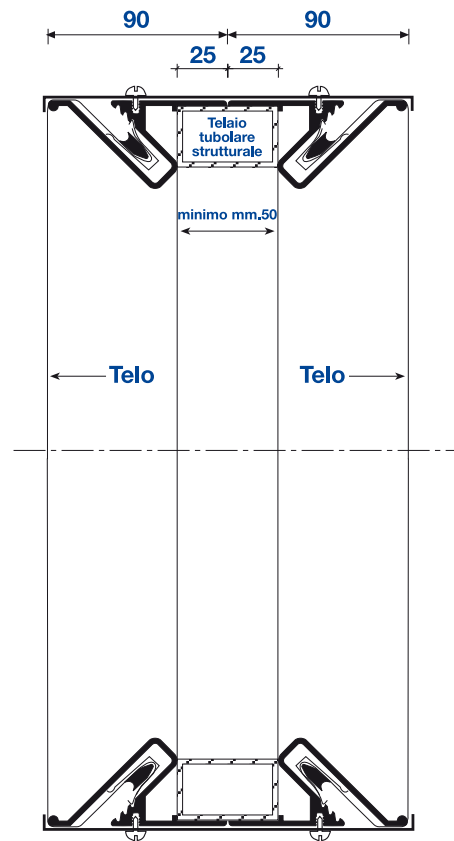 90 90
25 25
Telaio
tubolare
strutturale
minimo mm.50
Telo Telo